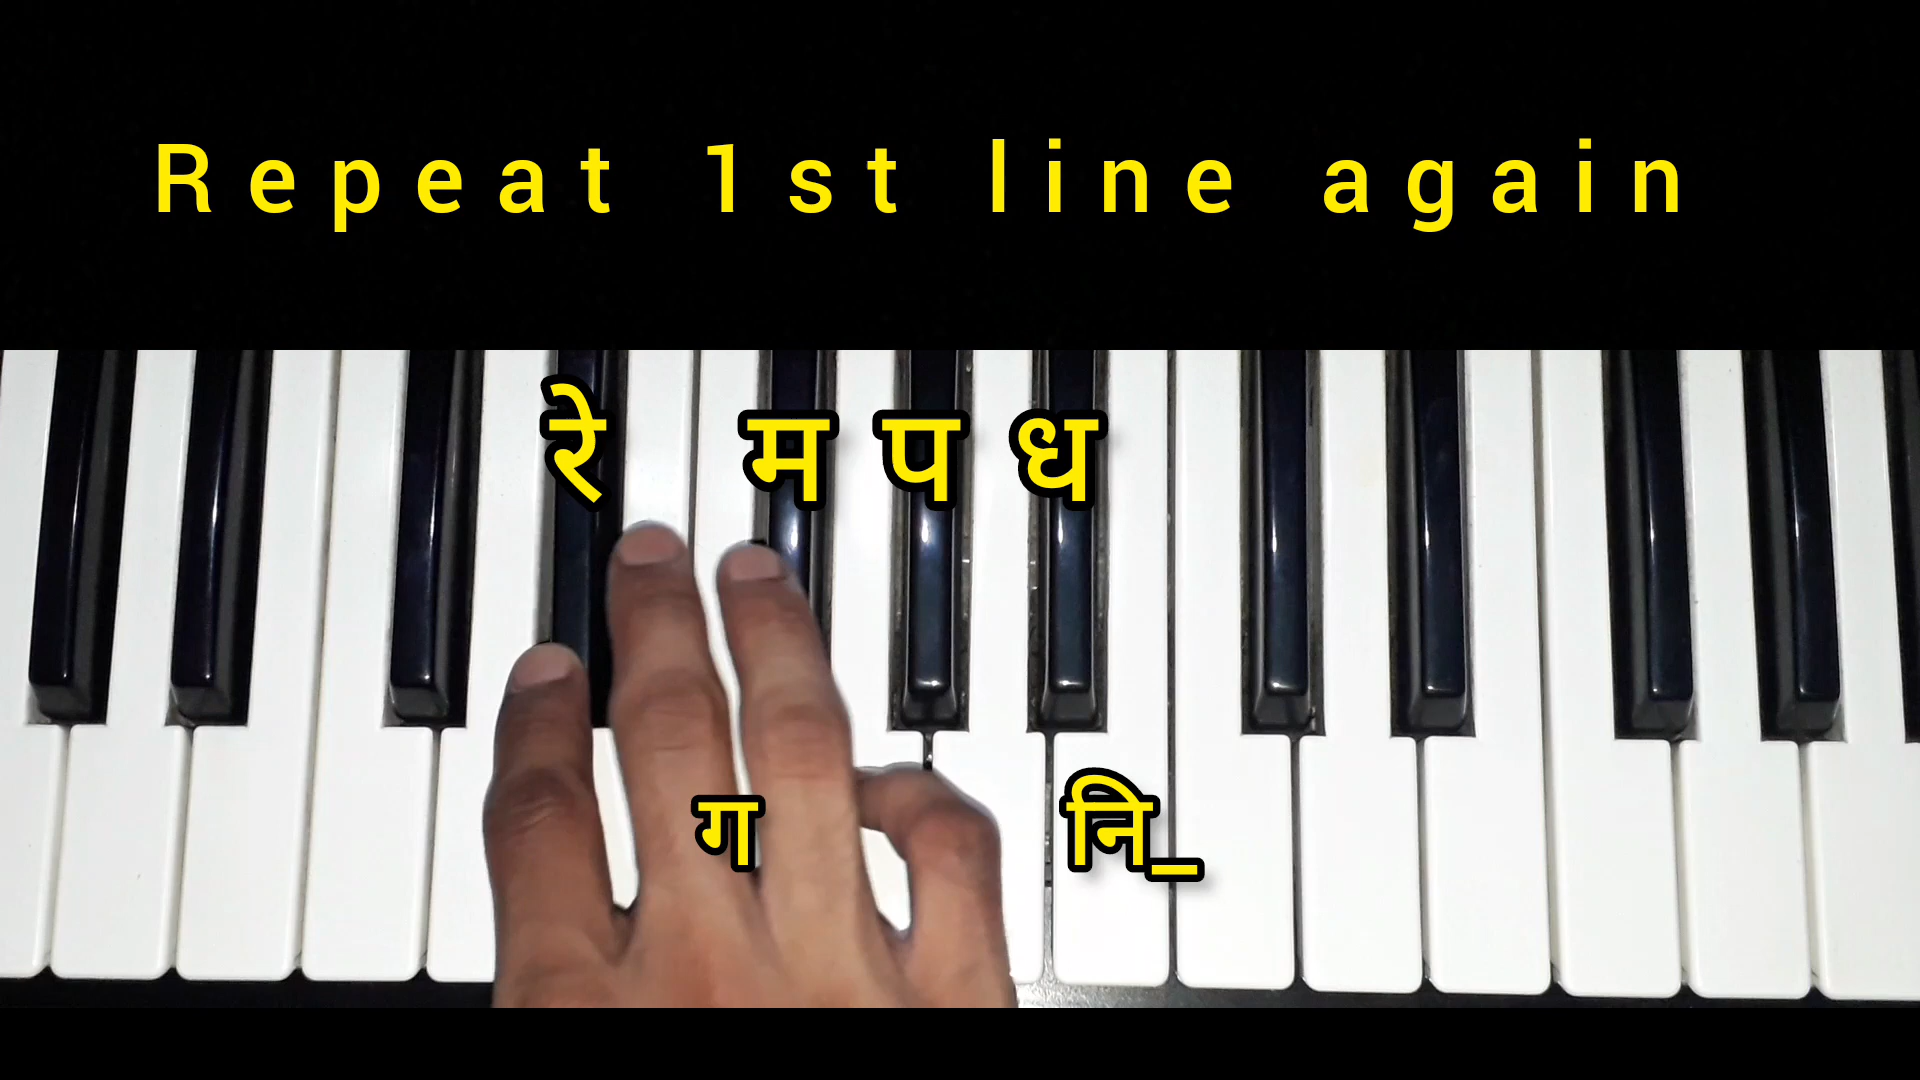 Repeat 1st line again
रे म प ध
ग नि_